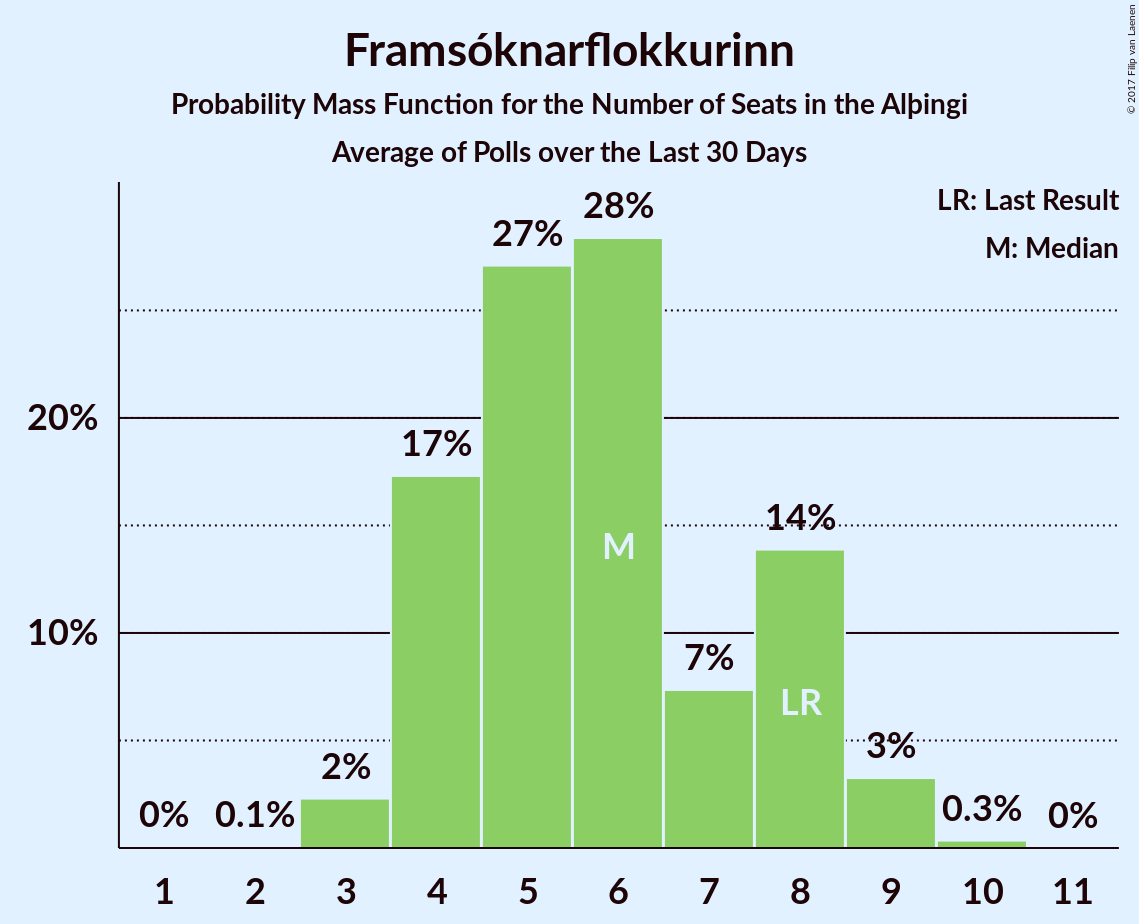 Framsóknarflokkurinn
Probability Mass Function for the Number of Seats in the Alþingi
Average of Polls over the Last 30 Days
© 2017 Filip van Laenen
LR: Last Result
M: Median
28%
27%
20%
17%
14%
M
10%
7%
LR
3%
2%
0%
0.1%
0.3%
0%
1 2 3 4 5 6 7 8 9 10 11